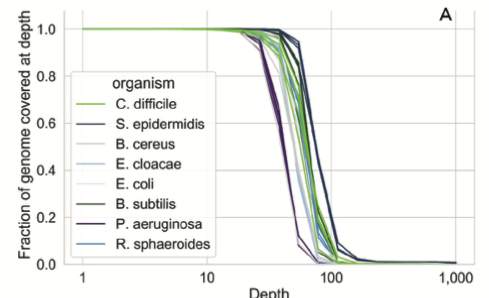 A
Fraction of genome covered at depth
1.0
0.8
0.6
0.4
0.2
0.0
organism
C. difficile
S. epidermidis
B. cereus
E. cloacae
E. coli
B. subtilis
P. aeruginosa
R. sphaeroides
1 10 100 1,000
Depth